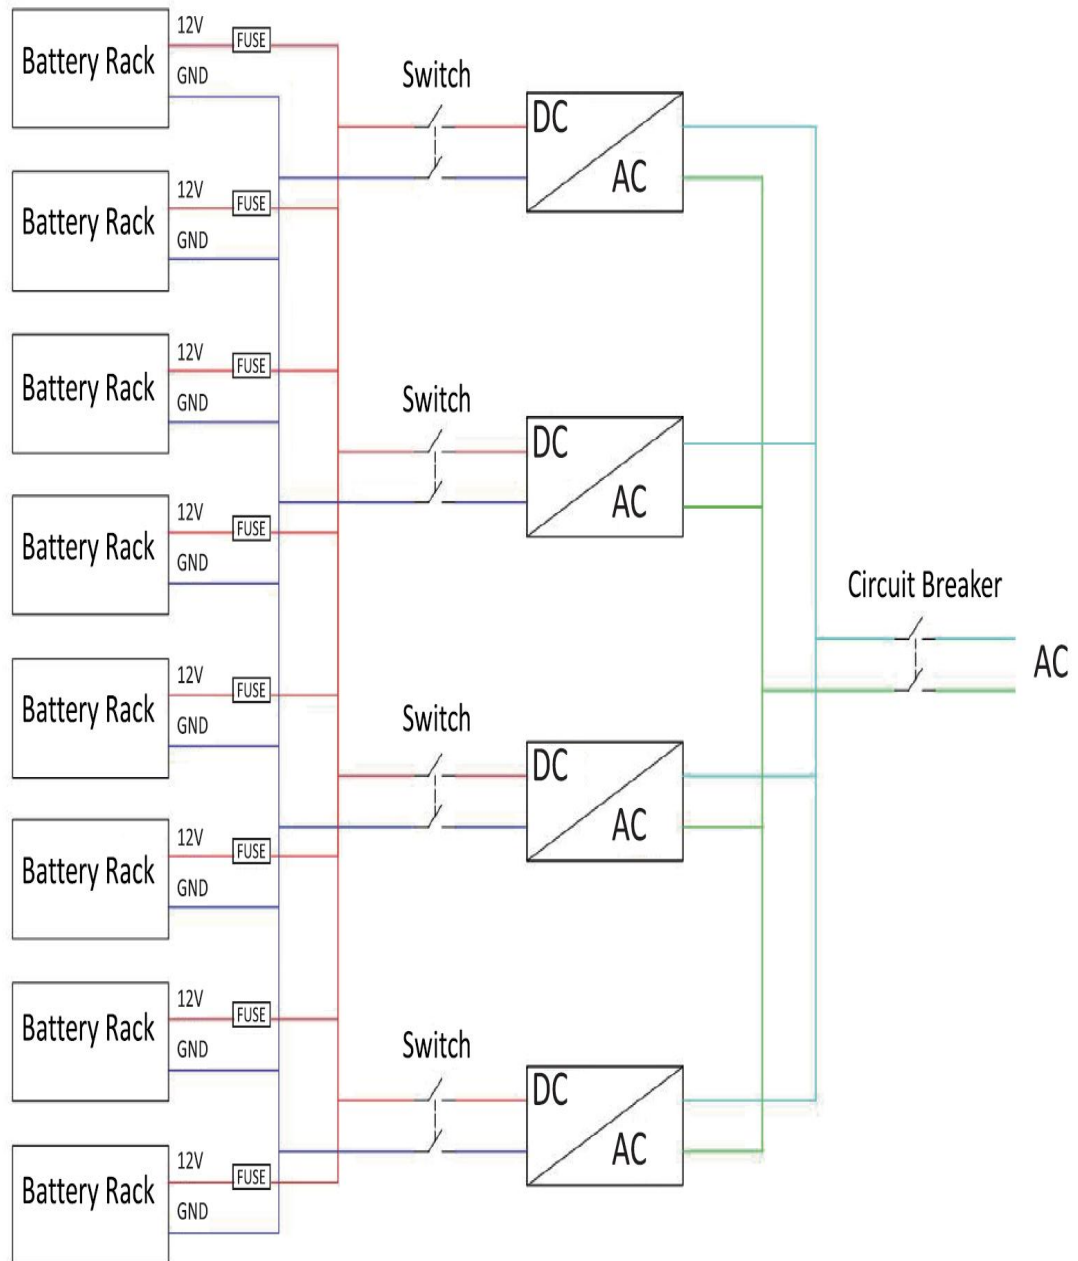 12V
FUSE
Battery Rack
GND
Switch
DC
AC
12V
FUSE
Battery Rack
GND
12V
FUSE
Battery Rack
GND
Switch
DC
AC
12V
FUSE
Battery Rack
GND
Circuit Breaker
AC
12V
FUSE
Battery Rack
GND
Switch
DC
AC
12V
FUSE
Battery Rack
GND
12V
FUSE
Battery Rack
GND
Switch
DC
AC
12V
FUSE
Battery Rack
GND